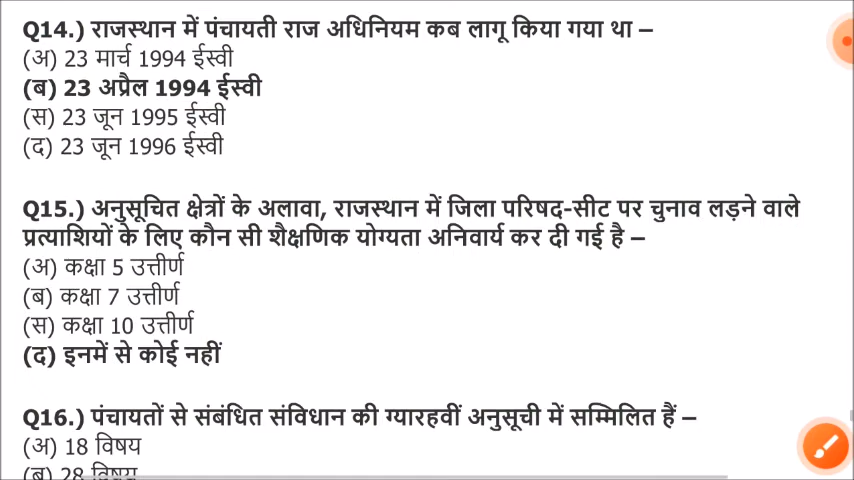 Q14.) राजस्थान में पंचायती राज अधिनियम कब लागू किया गया था –
(अ) 23 मार्च 1994 ईस्वी
(ब) 23 अप्रैल 1994 ईस्वी
(स) 23 जून 1995 ईस्वी
(द) 23 जून 1996 ईस्वी
Q15.) अनुसूचित क्षेत्रों के अलावा, राजस्थान में जिला परिषद-सीट पर चुनाव लड़ने वाले
प्रत्याशियों के लिए कौन सी शैक्षणिक योग्यता अनिवार्य कर दी गई है –
(अ) कक्षा 5 उत्तीर्ण
(ब) कक्षा 7 उत्तीर्ण
(स) कक्षा 10 उत्तीर्ण
(द) इनमें से कोई नहीं
Q16.) पंचायतों से संबंधित संविधान की ग्यारहवीं अनुसूची में सम्मिलित हैं –
(अ) 18 विषय
(ब) 28 विषय